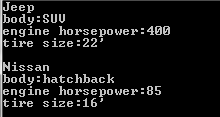 Jeep
body:SUV
engine horsepower:400
tire size:22'
Nissan
body:hatchback
engine horsepower:85
tire size:16'